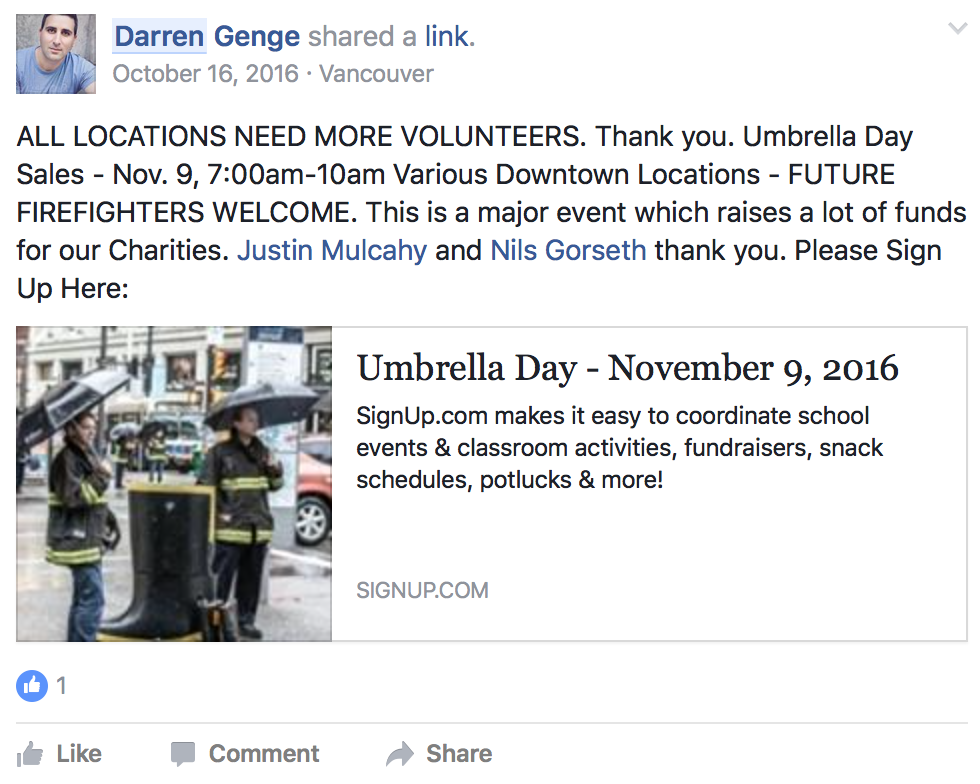 Darren Genge shared a link.
October 16, 2016 · Vancouver
ALL LOCATIONS NEED MORE VOLUNTEERS. Thank you. Umbrella Day
Sales - Nov. 9, 7:00am-10am Various Downtown Locations - FUTURE
FIREFIGHTERS WELCOME. This is a major event which raises a lot of funds
for our Charities. Justin Mulcahy and Nils Gorseth thank you. Please Sign
Up Here:
Umbrella Day - November 9, 2016
SignUp.com makes it easy to coordinate school
events & classroom activities, fundraisers, snack
schedules, potlucks & more!
SIGNUP.COM
1
Like Comment Share